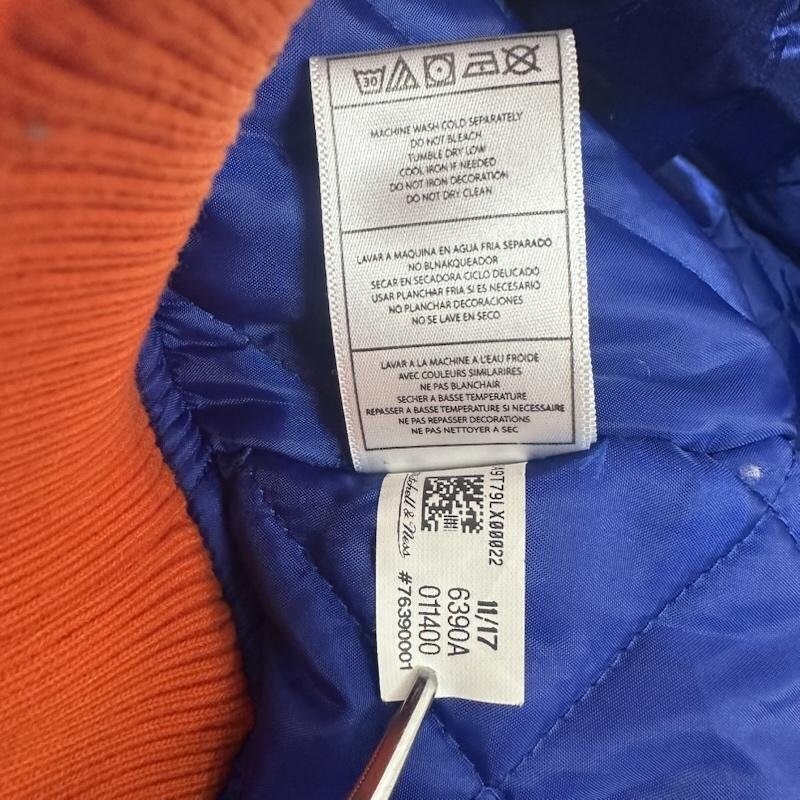 30
MACHINE WASH COLD SEPARATELY
DO NOT BLEACH
TUMBLE DRY LOW
COOL IRON IF NEEDED
DO NOT IRON DECORATION
DO NOT DRY CLEAN
LAVAR A MAQUINA EN AGUA FRIA SEPARADO
NO BLNAKQUEADOR
SECAR EN SECADORA CICLO DELICADO
USAR PLANCHAR FRIA SI ES NECESARIO
NO PLANCHAR DECORACIONES
NO SE LAVE EN SECO
LAVAR A LA MACHINE A L'EAU FROIDE
AVEC COULEURS SIMILARIRES
NE PAS BLANCHAIR
SECHER A BASSE TEMPERATURE
REPASSER A BASSE TEMPERATURE SI NECESSAIRE
NE PAS REPASSER DECORATIONS
NE PAS NETTOYER A SEC
9T79LX00022
11/17
6390A
011400
#76390001
& Ness